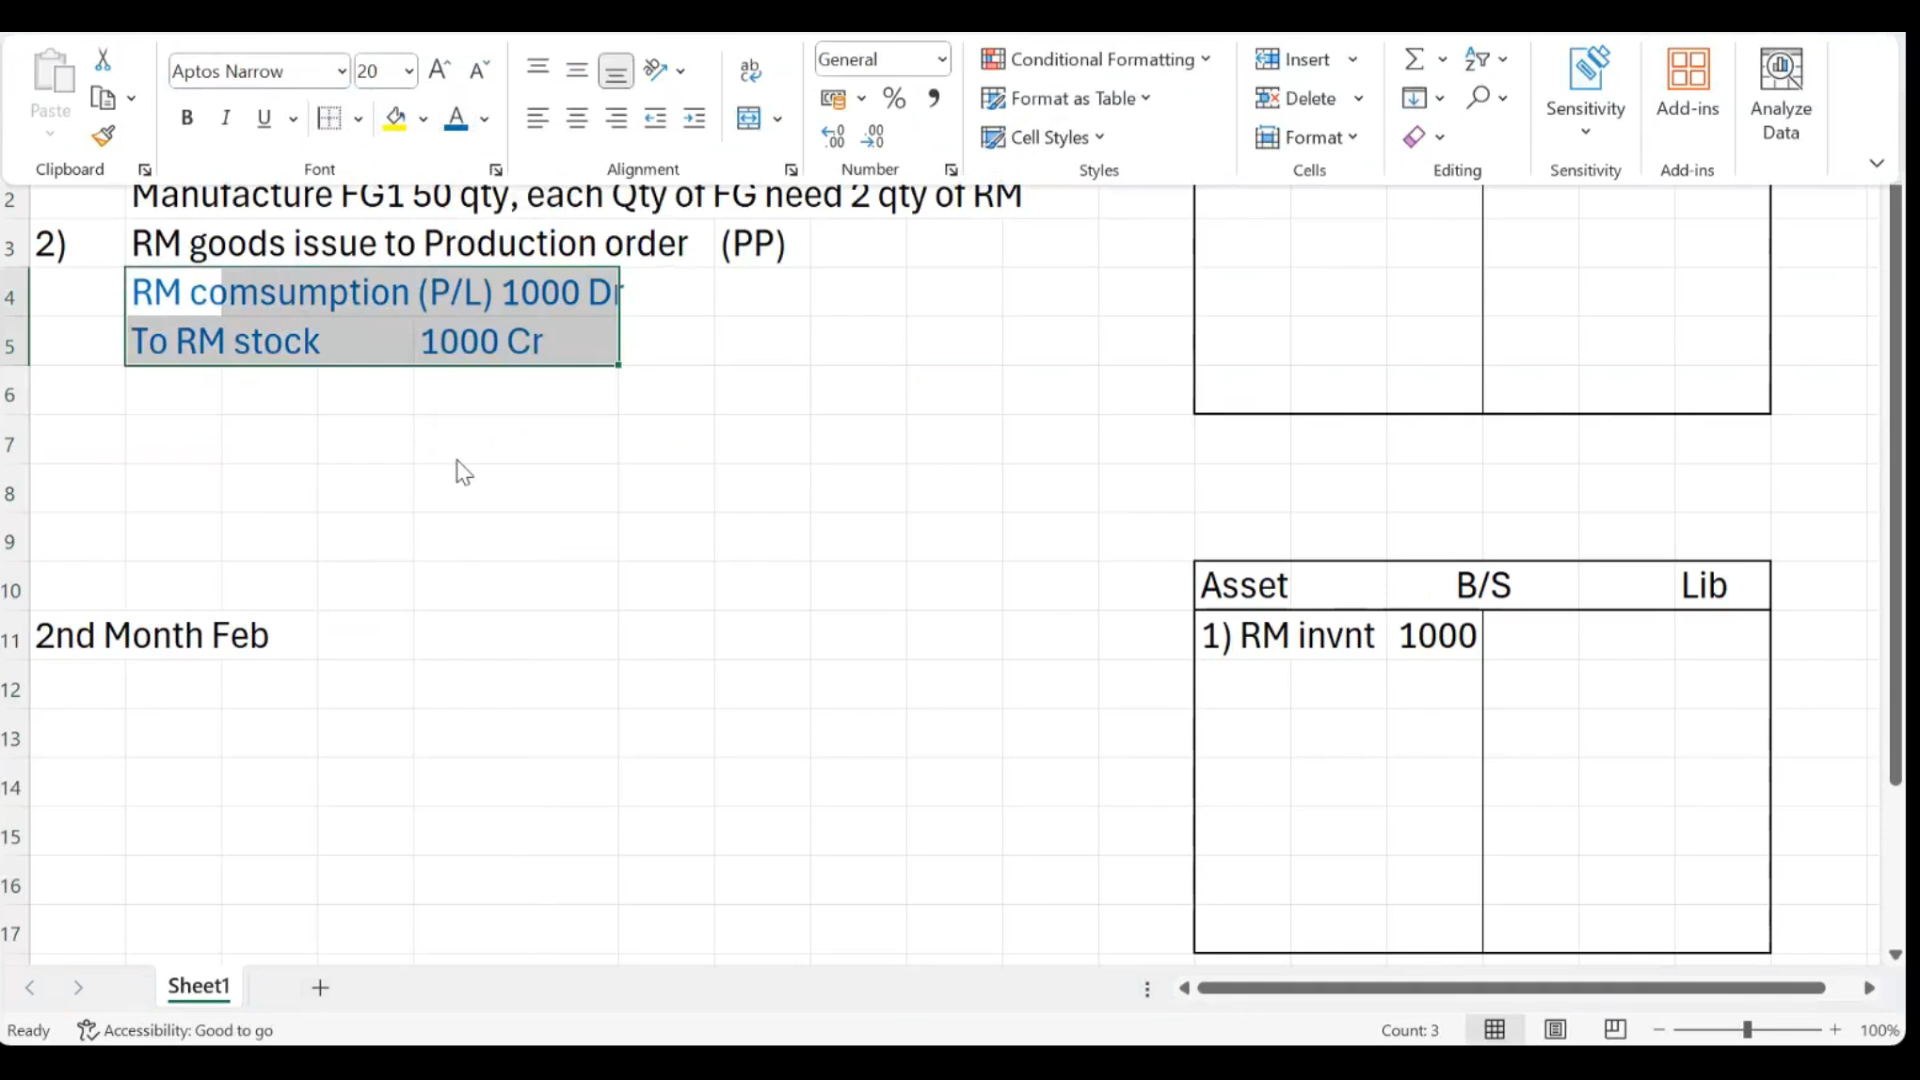 Aptos Narrow 20 General Conditional Formatting Insert
Paste Format as Table Delete Sensitivity Add-ins Analyze Data
B I U Cell Styles Format
Clipboard Font Alignment Number Styles Cells Editing Sensitivity Add-ins
2 Manufacture FG1 50 qty, each Qty of FG need 2 qty of RM
3 2) RM goods issue to Production order (PP)
4 RM comsumption (P/L) 1000 Dr
5 To RM stock 1000 Cr
6
7
8
9
10 Asset B/S Lib
11 2nd Month Feb 1) RM invnt 1000
12
13
14
15
16
17
Sheet1
Ready Accessibility: Good to go Count: 3 100%